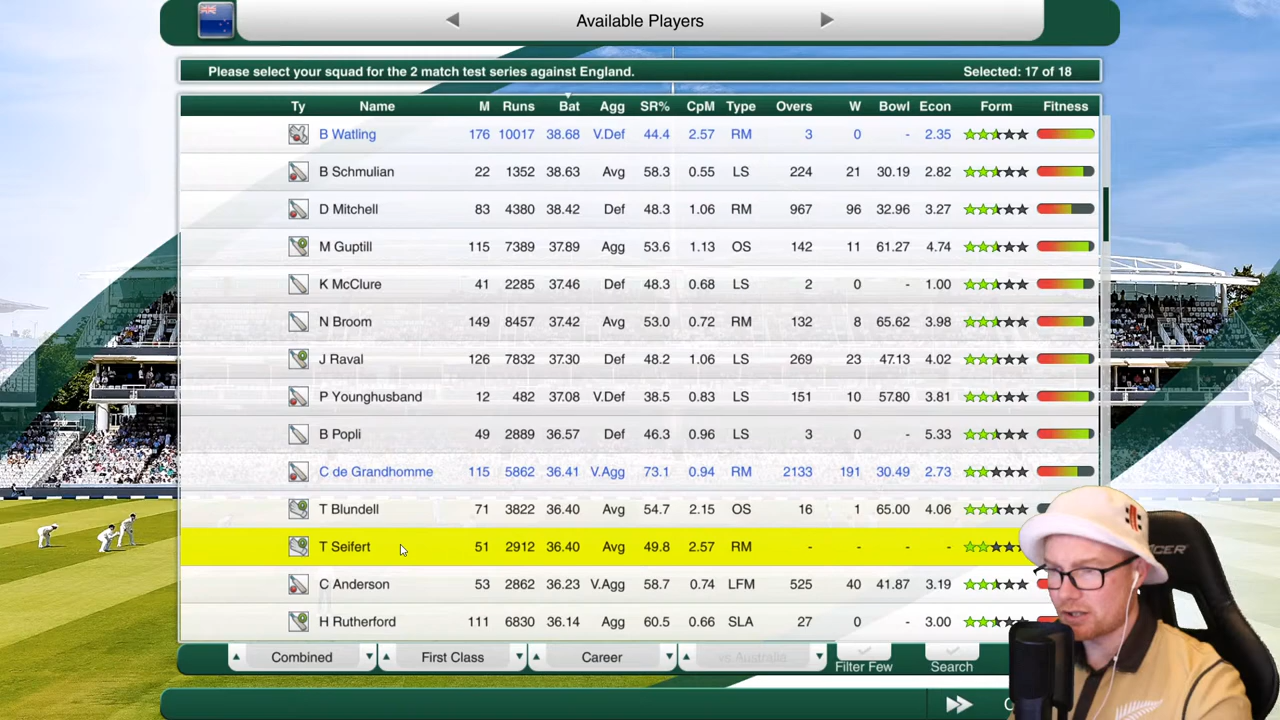 Available Players
Please select your squad for the 2 match test series against England. Selected: 17 of 18
Ty Name M Runs Bat Agg SR% CpM Type Overs W Bowl Econ Form Fitness
B Watling 176 10017 38.68 V.Def 44.4 2.57 RM 3 0 - 2.35
B Schmulian 22 1352 38.63 Avg 58.3 0.55 LS 224 21 30.19 2.82
D Mitchell 83 4380 38.42 Def 48.3 1.06 RM 967 96 32.96 3.27
M Guptill 115 7389 37.89 Agg 53.6 1.13 OS 142 11 61.27 4.74
K McClure 41 2285 37.46 Def 48.3 0.68 LS 2 0 - 1.00
N Broom 49 8457 37.42 Avg 53.0 0.72 RM 132 8 65.62 3.98
J Raval 126 7832 37.30 Def 48.2 1.06 LS 269 23 47.13 4.02
P Younghusband 12 482 37.08 V.Def 38.5 0.83 LS 151 10 57.80 3.81
B Popli 49 2889 36.57 Def 46.3 0.96 LS 3 0 - 5.33
C de Grandhomme 115 5862 36.41 V.Agg 73.1 0.94 RM 2133 191 30.49 2.73
T Blundell 71 3822 36.40 Avg 54.7 2.15 OS 16 1 65.00 4.06
T Seifert 51 2912 36.40 Avg 49.8 2.57 RM - - - -
C Anderson 53 2862 36.23 V.Agg 58.7 0.74 LFM 525 40 41.87 3.19
H Rutherford 111 6830 36.14 Agg 60.5 0.66 SLA 27 0 - 3.00
Combined First Class Career vs Australia Filter Few Search